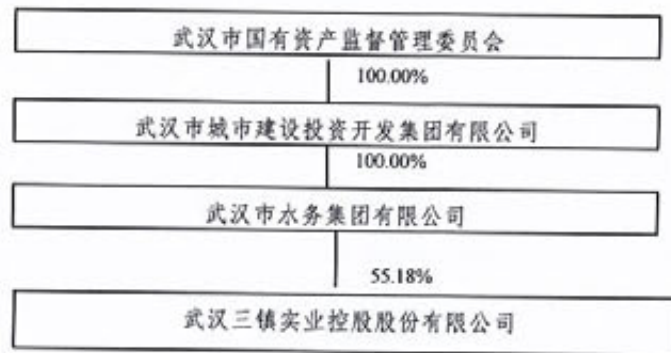 武汉市国有资产监督管理委员会
100.00%
武汉市城市建设投资开发集团有限公司
100.00%
武汉市水务集团有限公司
55.18%
武汉三镇实业控股股份有限公司